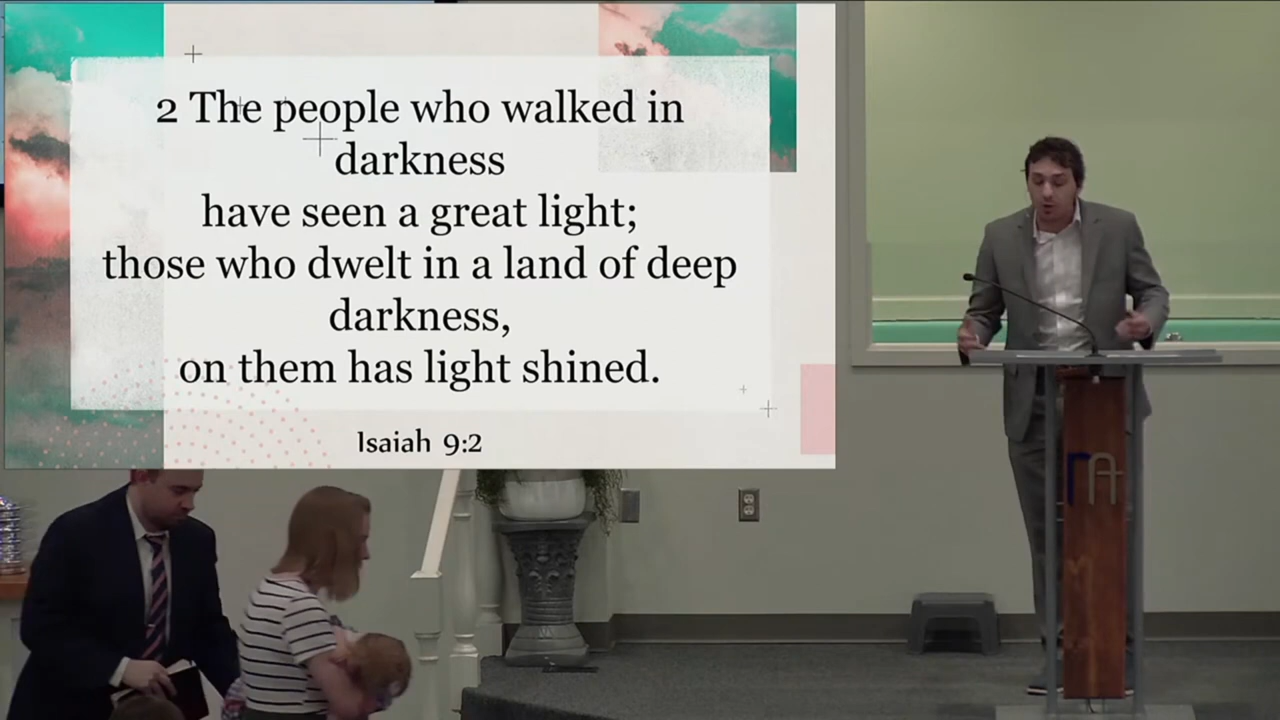 2 The people who walked in
darkness
have seen a great light;
those who dwelt in a land of deep
darkness,
on them has light shined.
Isaiah 9:2